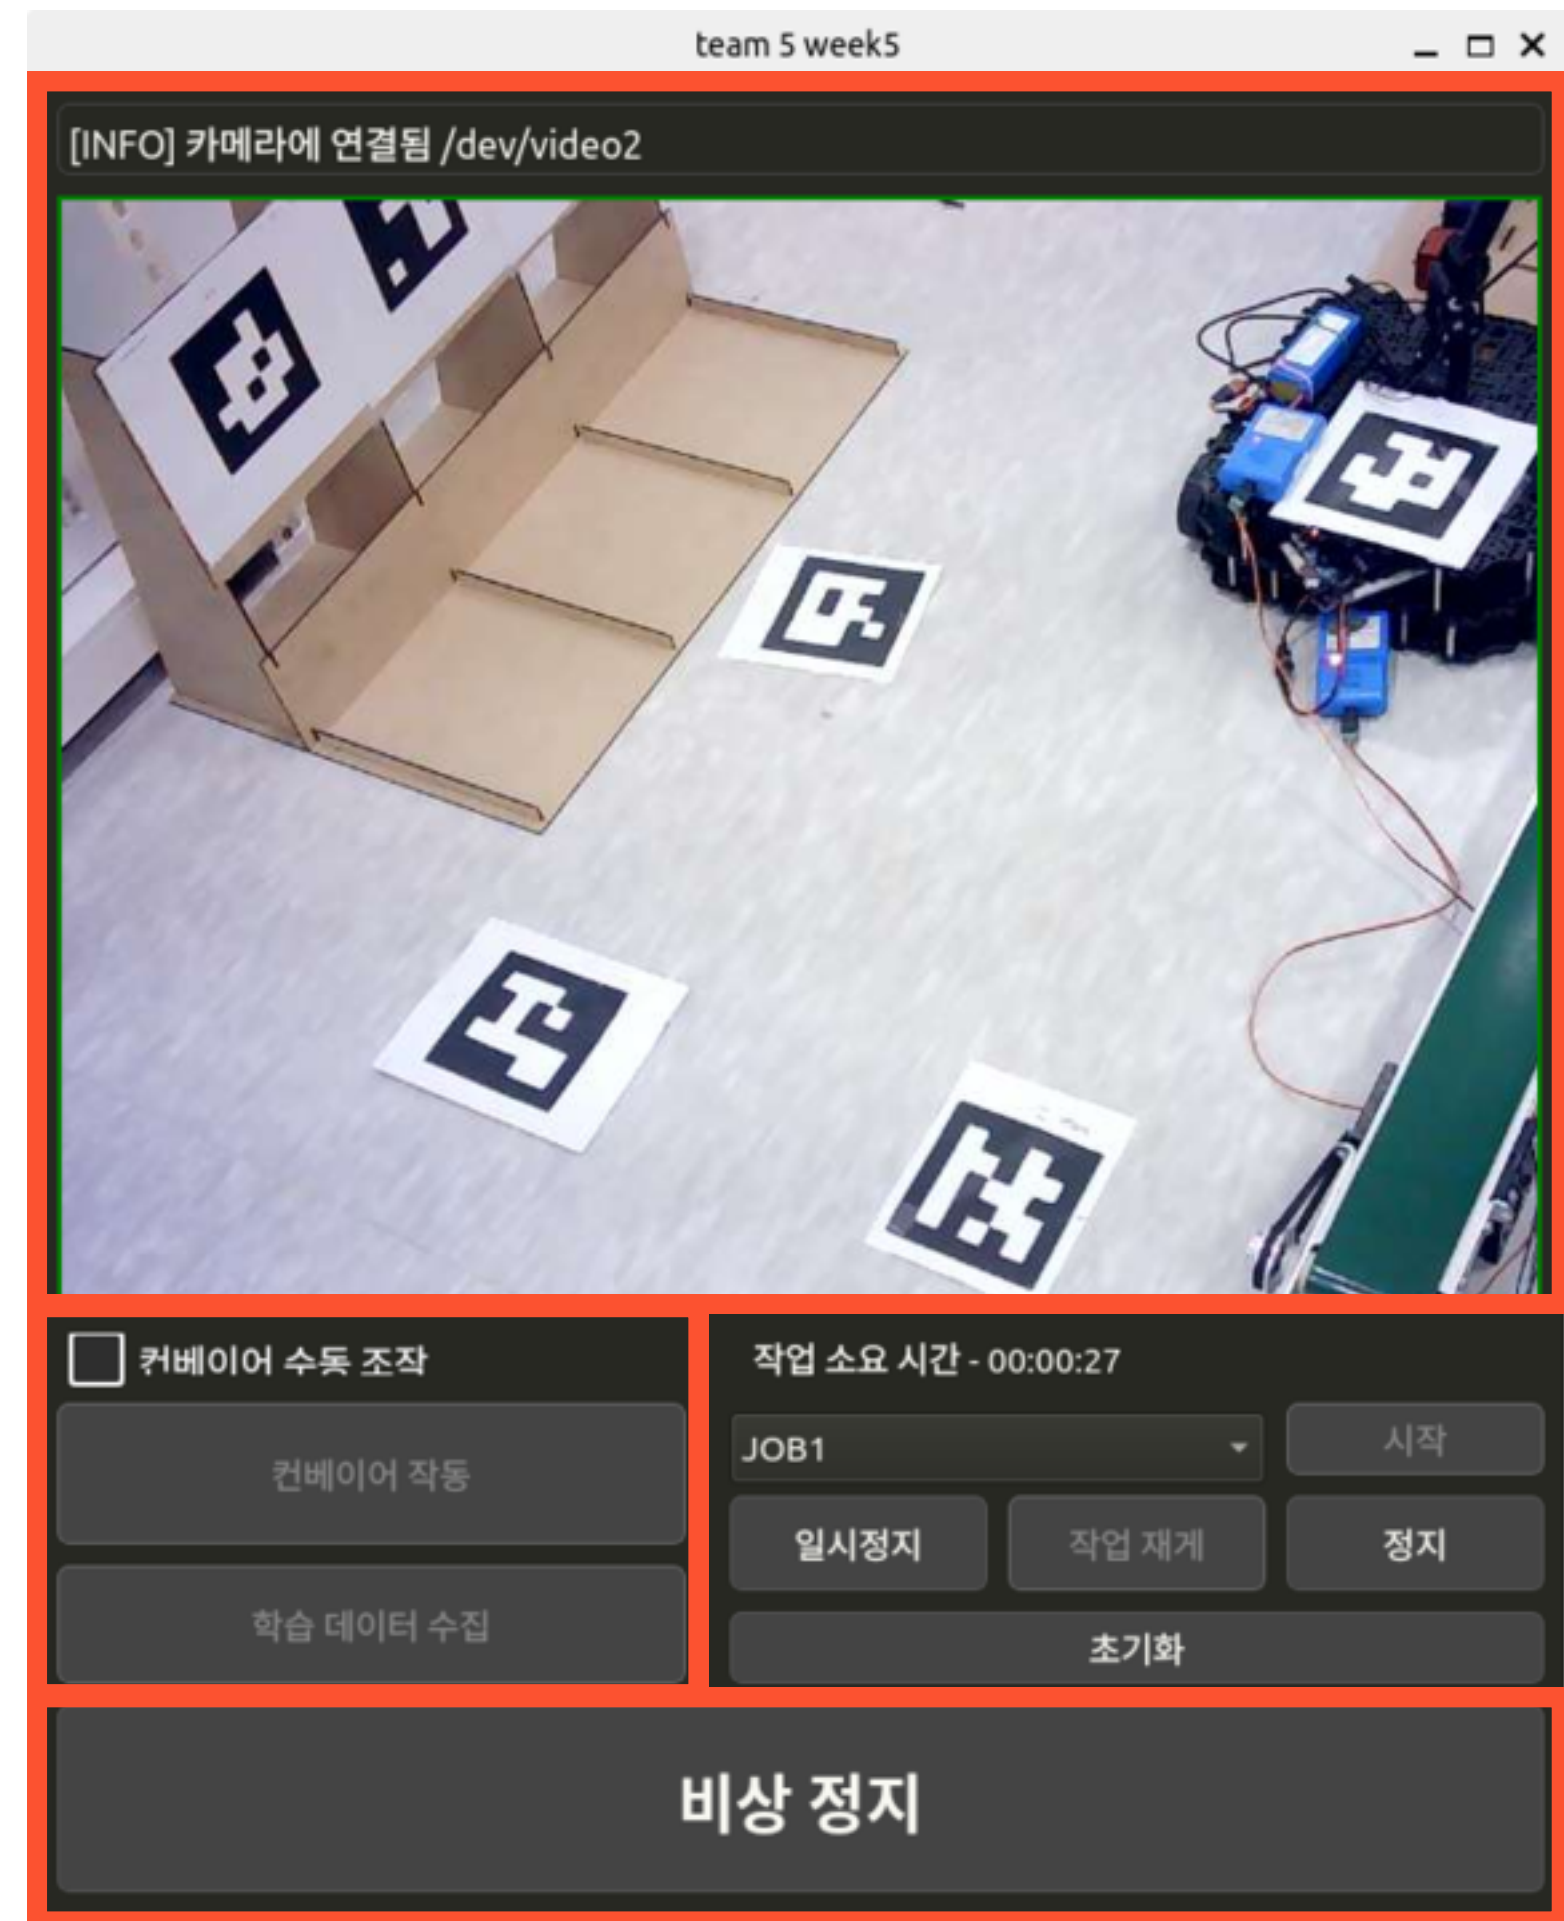 team 5 week5
[INFO] 카메라에 연결됨 /dev/video2
컨베이어 수동 조작
작업 소요 시간 - 00:00:27
컨베이어 작동
JOB1
시작
일시정지
작업 재게
정지
학습 데이터 수집
초기화
비상 정지